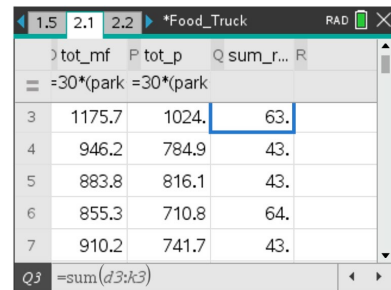 1.5 2.1 2.2 *Food_Truck RAD X
O tot_mf P tot_p Q sum_r... R
= =30*(park =30*(park
3 1175.7 1024. 63.
4 946.2 784.9 43.
5 883.8 816.1 43.
6 855.3 710.8 64.
7 910.2 741.7 43.
Q3 =sum(d3:k3)